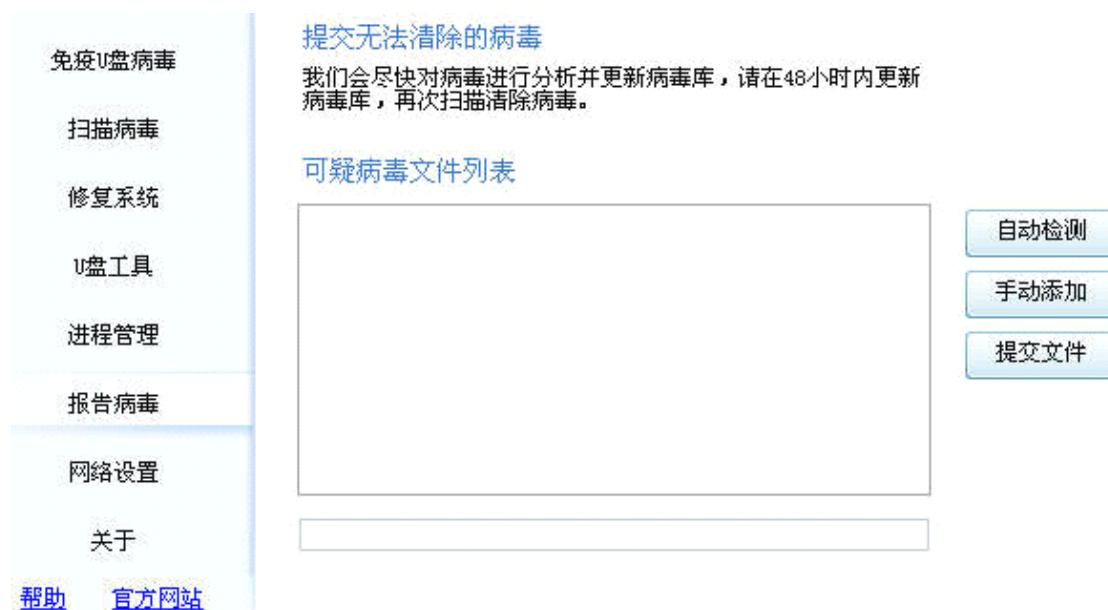 免疫U盘病毒
扫描病毒
修复系统
U盘工具
进程管理
报告病毒
网络设置
关于
帮助 官方网站
提交无法清除的病毒
我们会尽快对病毒进行分析并更新病毒库，请在48小时内更新
病毒库，再次扫描清除病毒。
可疑病毒文件列表
自动检测
手动添加
提交文件